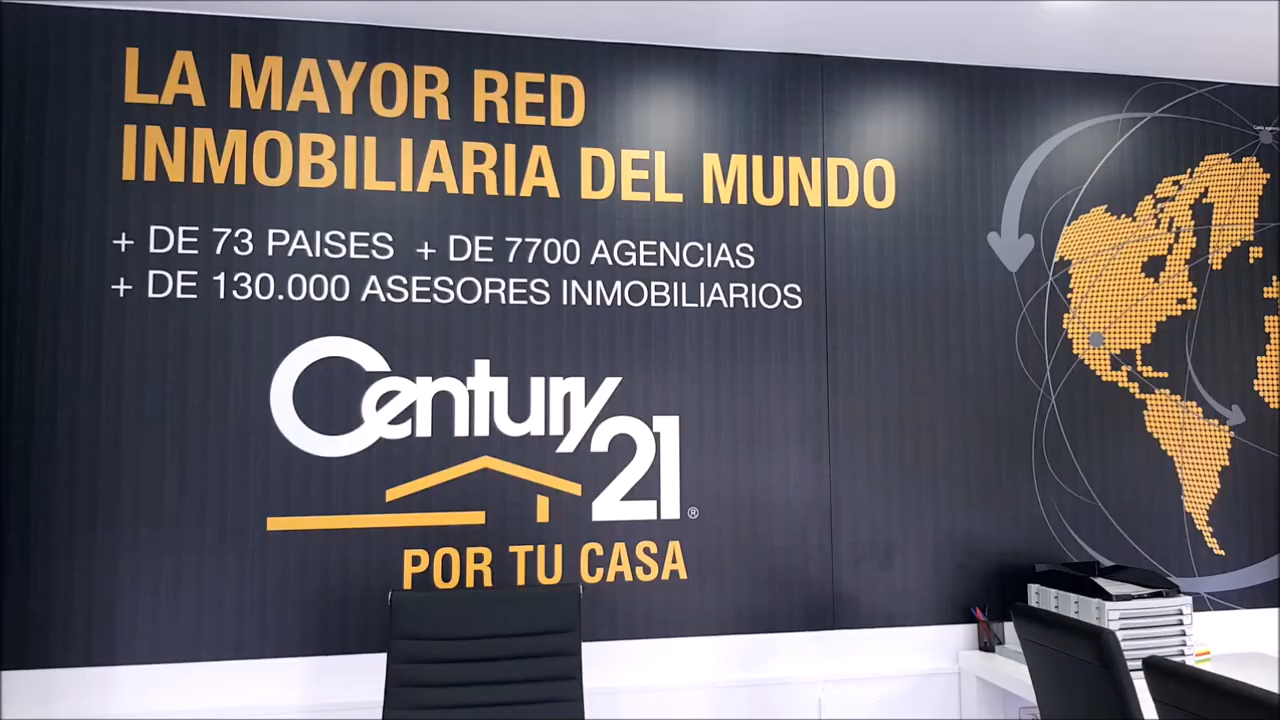 LA MAYOR RED
INMOBILIARIA DEL MUNDO
+ DE 73 PAISES + DE 7700 AGENCIAS
+ DE 130.000 ASESORES INMOBILIARIOS
Century
21®
POR TU CASA